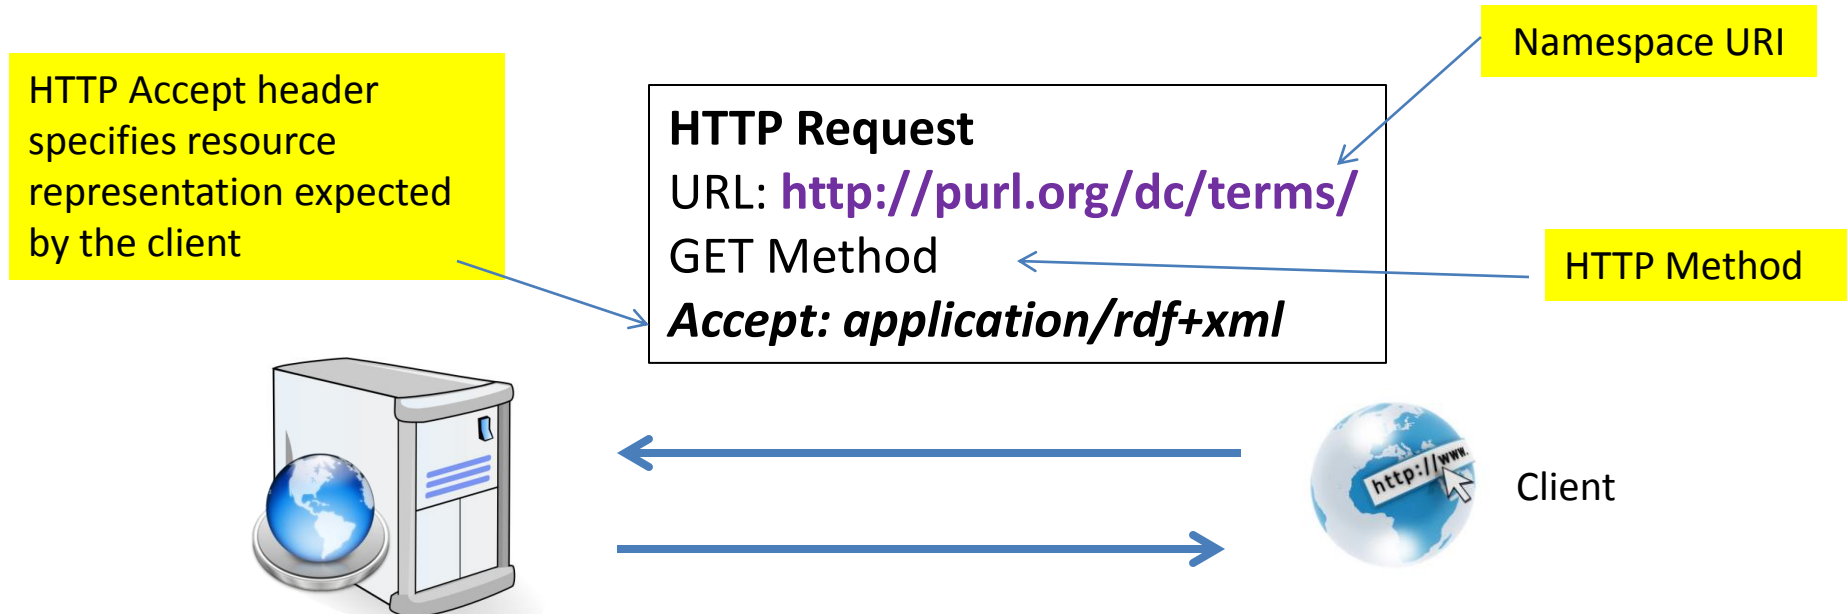 Namespace URI
HTTP Accept header
specifies resource
representation expected
by the client
HTTP Request
URL: http://purl.org/dc/terms/
GET Method
Accept: application/rdf+xml
HTTP Method
http://www.
Client